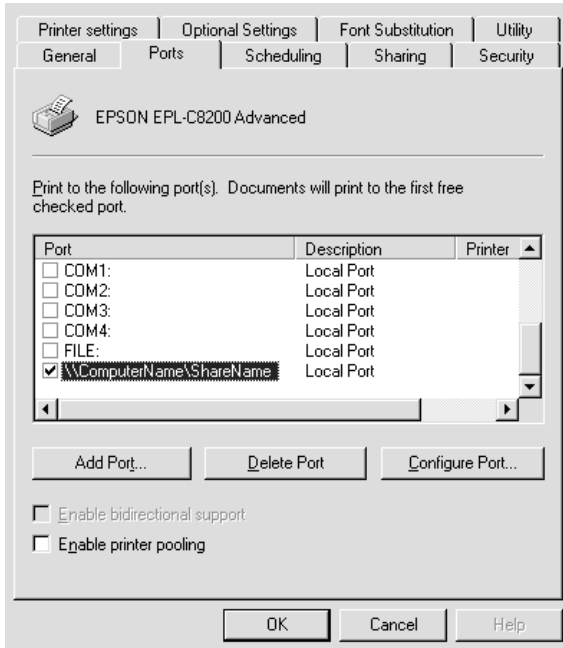 Printer settings Optional Settings Font Substitution Utility
General Ports Scheduling Sharing Security
EPSON EPL-C8200 Advanced
Print to the following port(s). Documents will print to the first free
checked port.
Port Description Printer
COM1: Local Port
COM2: Local Port
COM3: Local Port
COM4: Local Port
FILE: Local Port
\\ComputerName\ShareName Local Port
Add Port... Delete Port Configure Port...
Enable bidirectional support
Enable printer pooling
OK Cancel Help